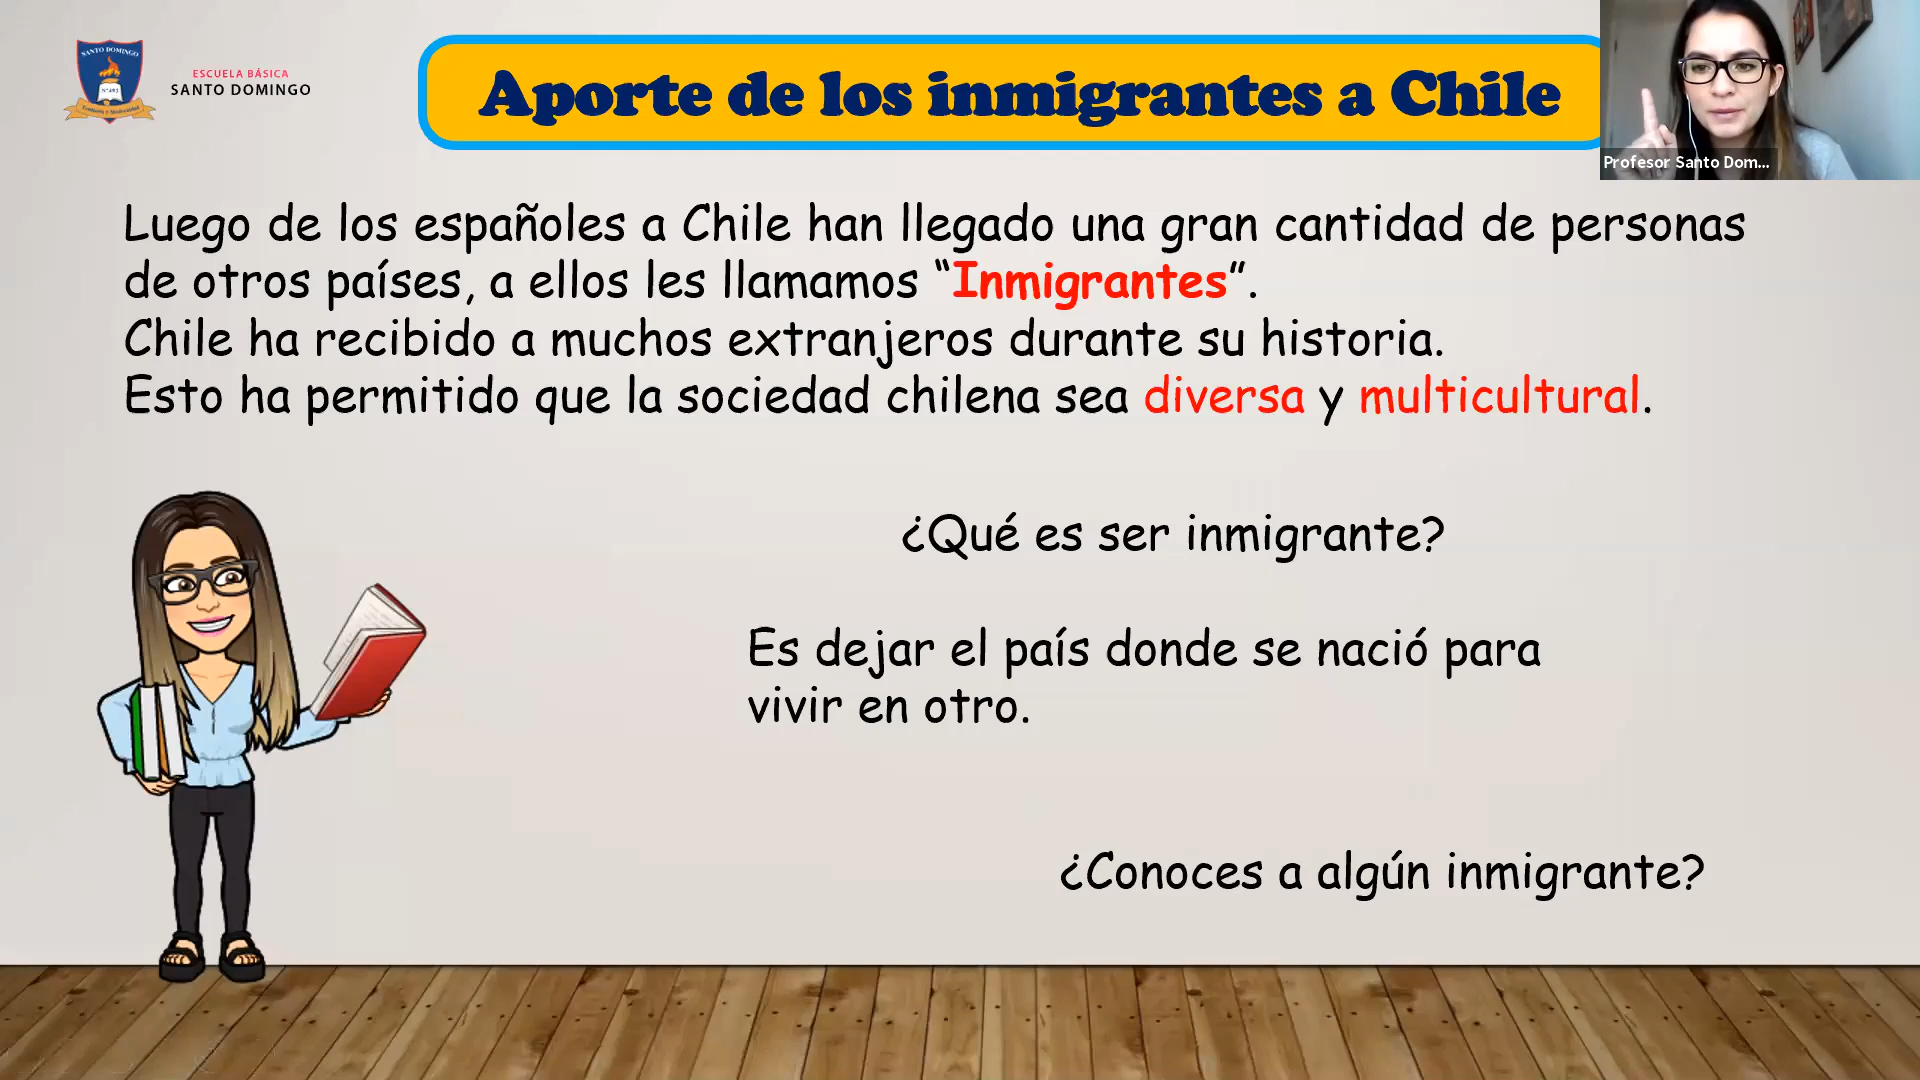 SANTO DOMINGO
ESCUELA BÁSICA
SANTO DOMINGO
Aporte de los inmigrantes a Chile
Profesor Santo Dom...
Luego de los españoles a Chile han llegado una gran cantidad de personas
de otros países, a ellos les llamamos “Inmigrantes”.
Chile ha recibido a muchos extranjeros durante su historia.
Esto ha permitido que la sociedad chilena sea diversa y multicultural.
¿Qué es ser inmigrante?
Es dejar el país donde se nació para
vivir en otro.
¿Conoces a algún inmigrante?